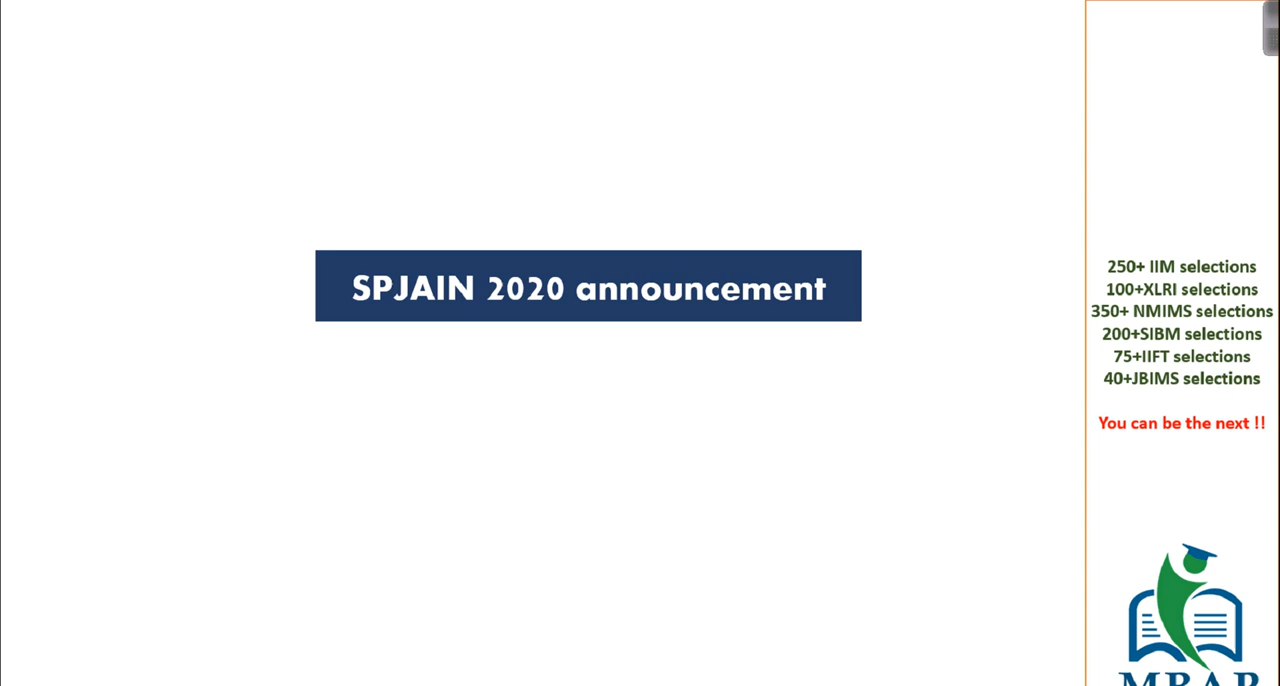 SPJAIN 2020 announcement
250+ IIM selections
100+XLRI selections
350+ NMIMS selections
200+SIBM selections
75+IIFT selections
40+JBIMS selections
You can be the next !!